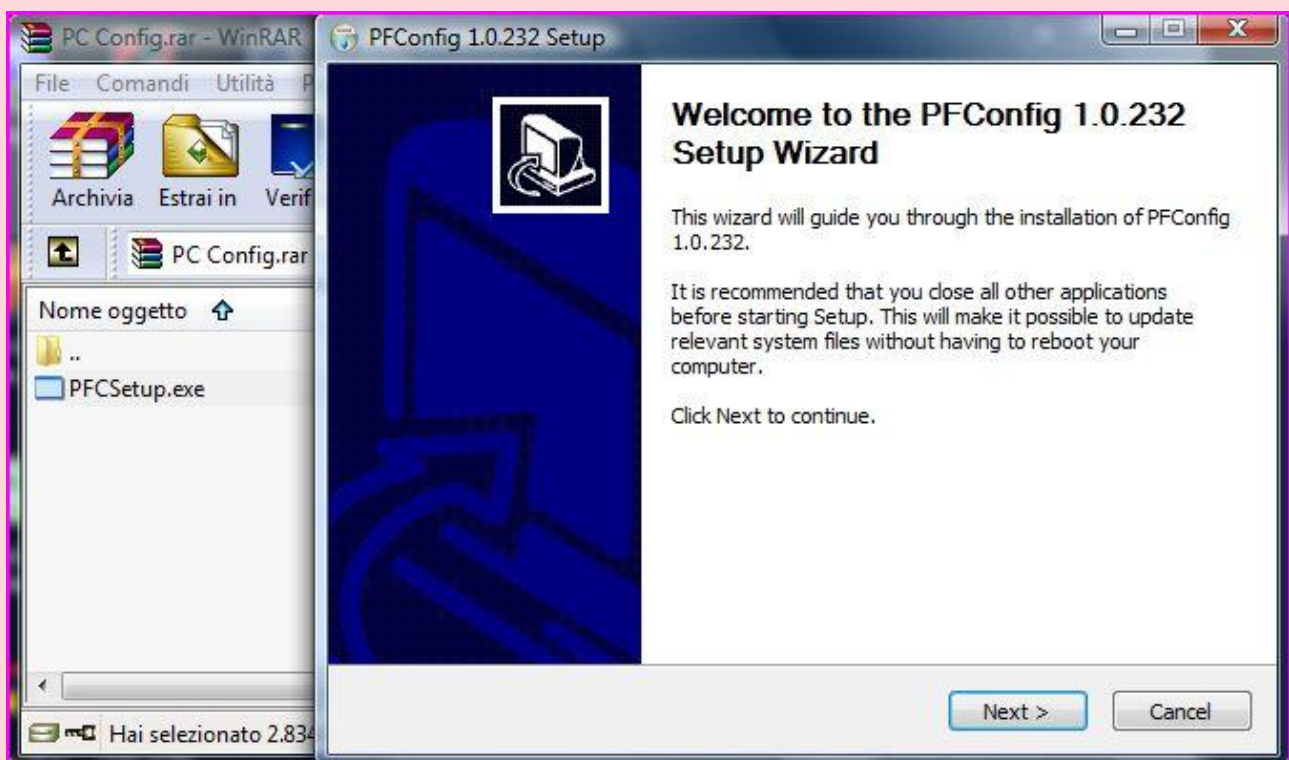 PC Config.rar - WinRAR
File Comandi Utilità
Archivia Estrai in Verif
PC Config.rar
Nome oggetto
..
PFCSetup.exe
Hai selezionato 2.834
PFConfig 1.0.232 Setup
Welcome to the PFConfig 1.0.232
Setup Wizard
This wizard will guide you through the installation of PFConfig
1.0.232.
It is recommended that you close all other applications
before starting Setup. This will make it possible to update
relevant system files without having to reboot your
computer.
Click Next to continue.
Next > Cancel